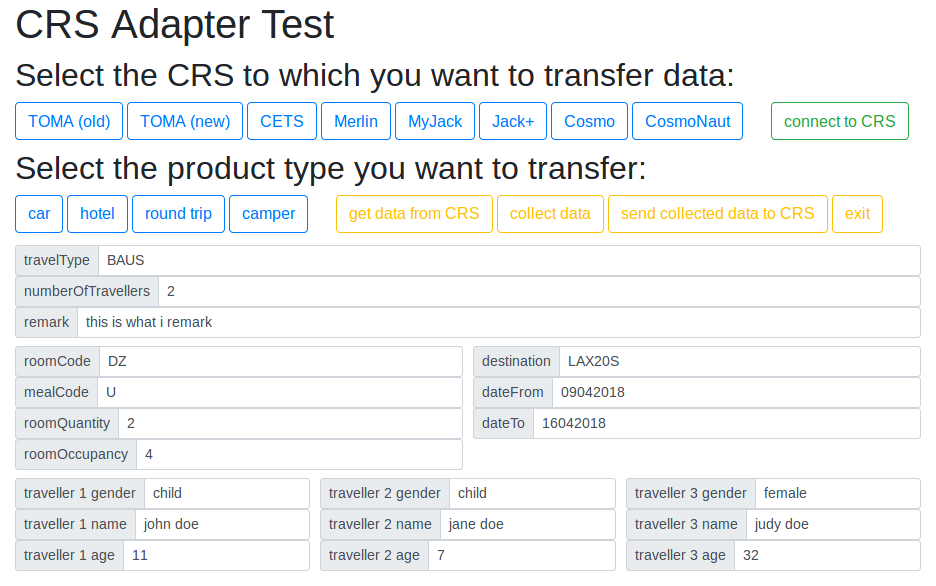 CRS Adapter Test
Select the CRS to which you want to transfer data:
TOMA (old) TOMA (new) CETS Merlin MyJack Jack+ Cosmo CosmoNaut connect to CRS
Select the product type you want to transfer:
car hotel round trip camper get data from CRS collect data send collected data to CRS exit
travelType BAUS
numberOfTravellers 2
remark this is what i remark
roomCode DZ destination LAX20S
mealCode U dateFrom 09042018
roomQuantity 2 dateTo 16042018
roomOccupancy 4
traveller 1 gender child traveller 2 gender child traveller 3 gender female
traveller 1 name john doe traveller 2 name jane doe traveller 3 name judy doe
traveller 1 age 11 traveller 2 age 7 traveller 3 age 32